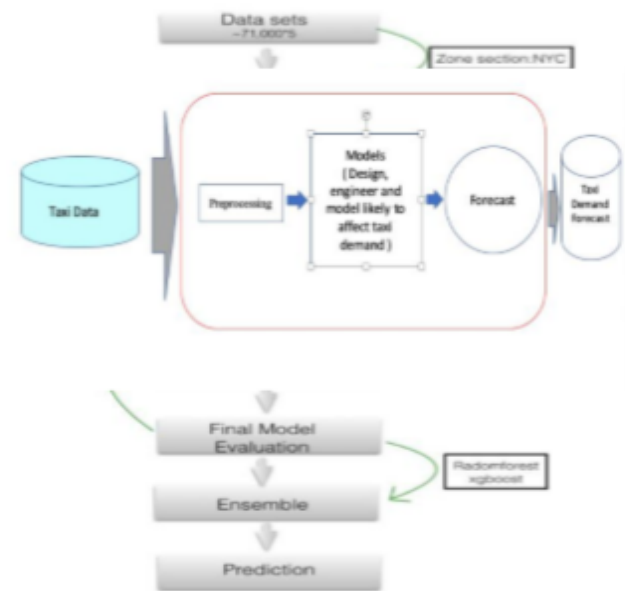 Data sets
~71,000*5
Zone section:NYC
Taxi Data
Preprocessing
Models
( Design,
engineer and
model likely to
affect taxi
demand )
Forecast
Taxi
Demand
Forecast
Final Model
Evaluation
Radomforest
xgboost
Ensemble
Prediction